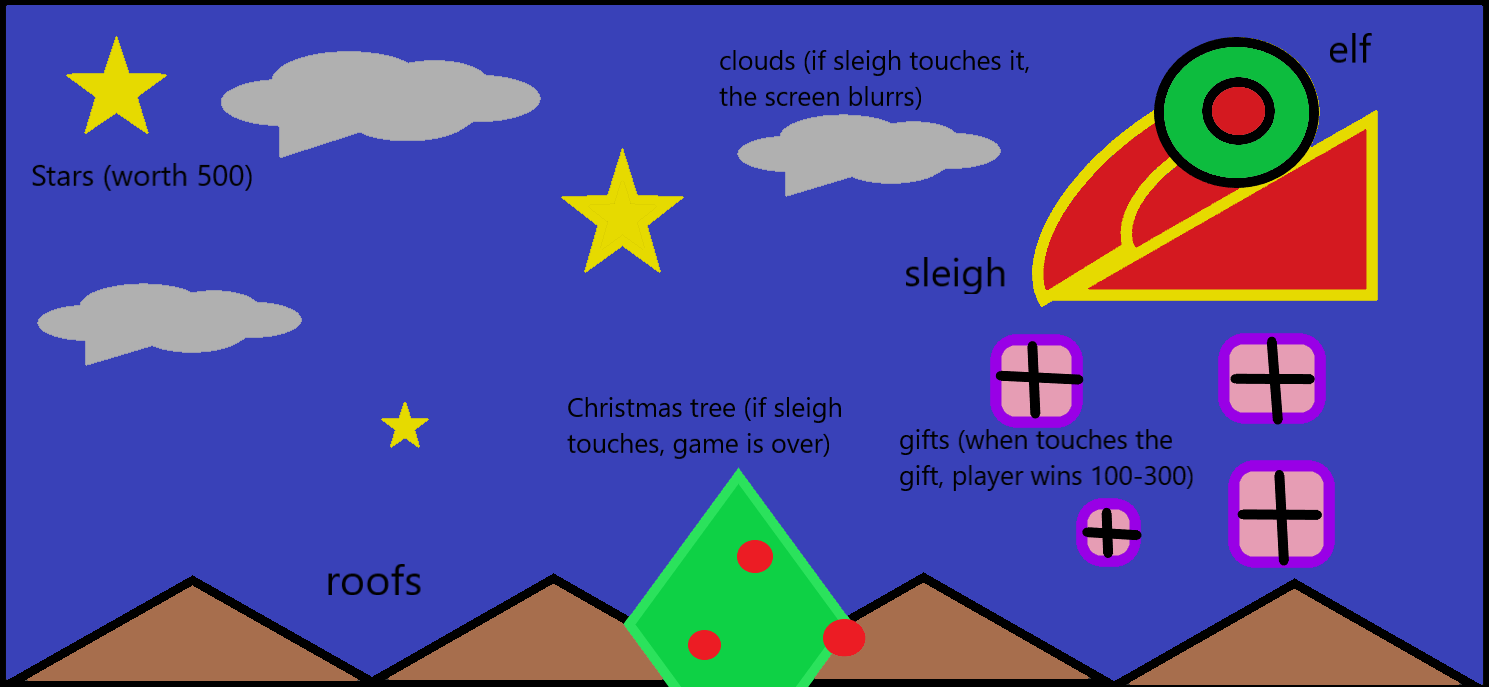 elf
clouds (if sleigh touches it,
the screen blurrs)
Stars (worth 500)
sleigh
Christmas tree (if sleigh
touches, game is over)
gifts (when touches the
gift, player wins 100-300)
roofs